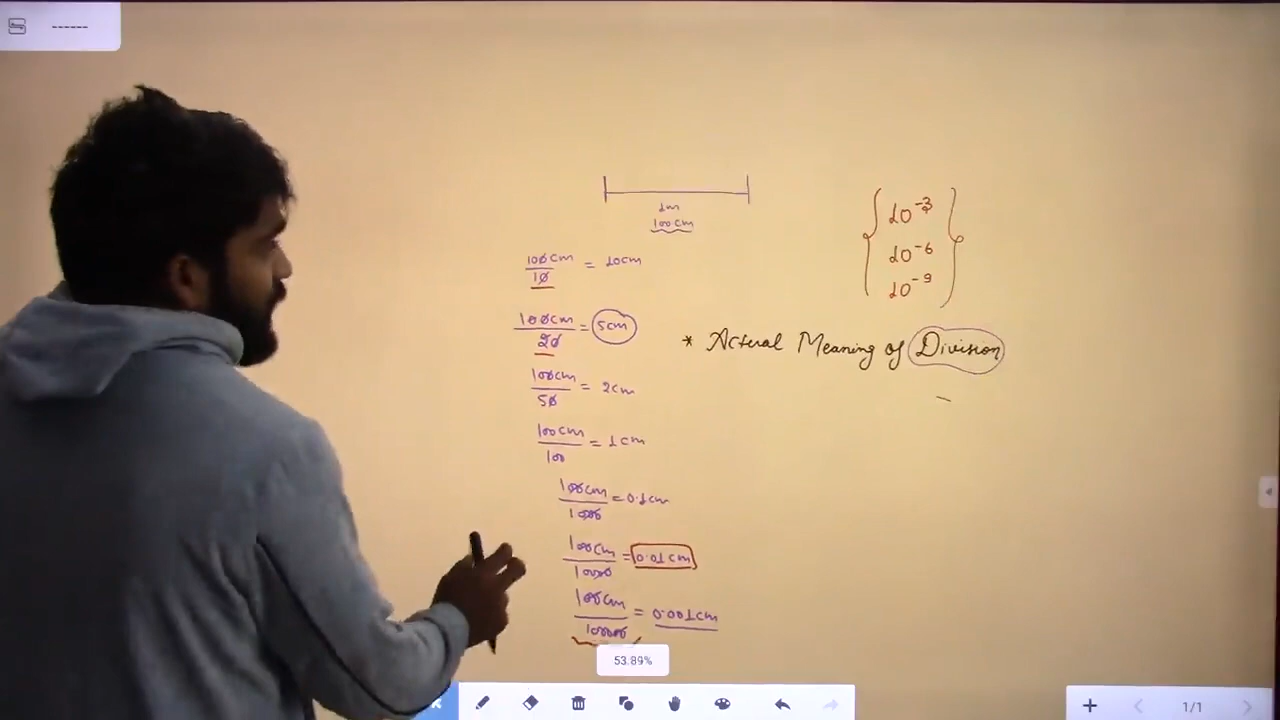 ------
1m
100cm
100cm/10 = 10cm
100cm/20 = 5cm
100cm/50 = 2cm
100cm/100 = 1cm
100cm/1000 = 0.1cm
100cm/10000 = 0.01cm
100cm/100000 = 0.001cm
10⁻³
10⁻⁶
10⁻⁹
* Actural Meaning of Division
53.89%
1/1